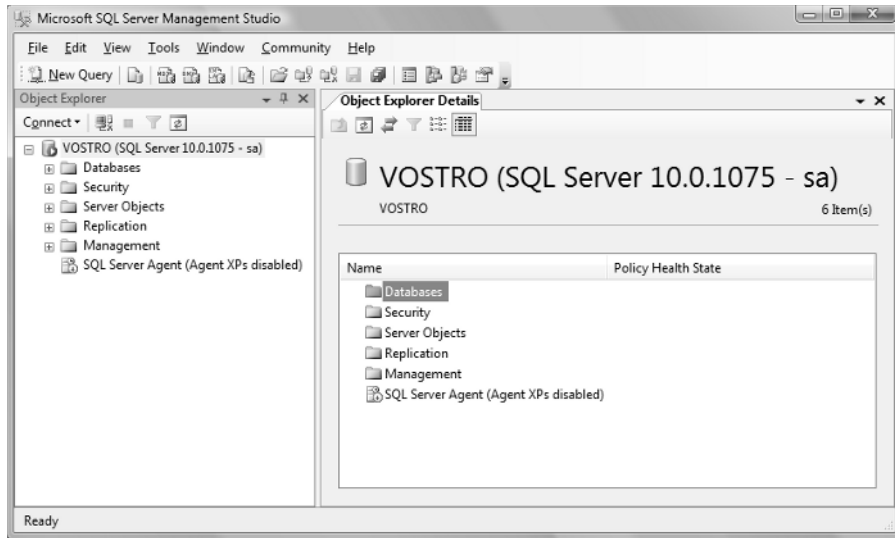 Microsoft SQL Server Management Studio
File Edit View Tools Window Community Help
New Query
Object Explorer
Connect
VOSTRO (SQL Server 10.0.1075 - sa)
Databases
Security
Server Objects
Replication
Management
SQL Server Agent (Agent XPs disabled)
Object Explorer Details
VOSTRO (SQL Server 10.0.1075 - sa)
VOSTRO
6 Item(s)
Name Policy Health State
Databases
Security
Server Objects
Replication
Management
SQL Server Agent (Agent XPs disabled)
Ready